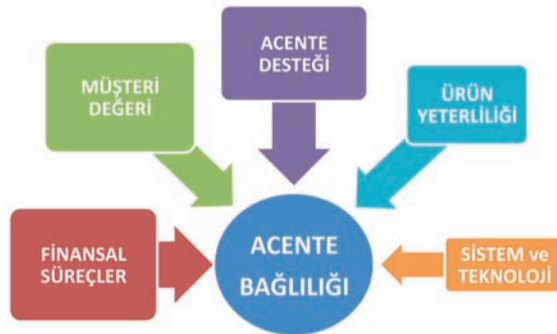 ACENTE
DESTEĞİ
MÜŞTERİ
DEĞERİ
ÜRÜN
YETERLİLİĞİ
FİNANSAL
SÜREÇLER
ACENTE
BAĞLILIĞI
SİSTEM ve
TEKNOLOJİ